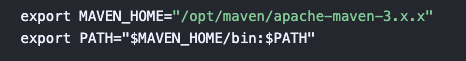 export MAVEN_HOME="/opt/maven/apache-maven-3.x.x"
export PATH="$MAVEN_HOME/bin:$PATH"